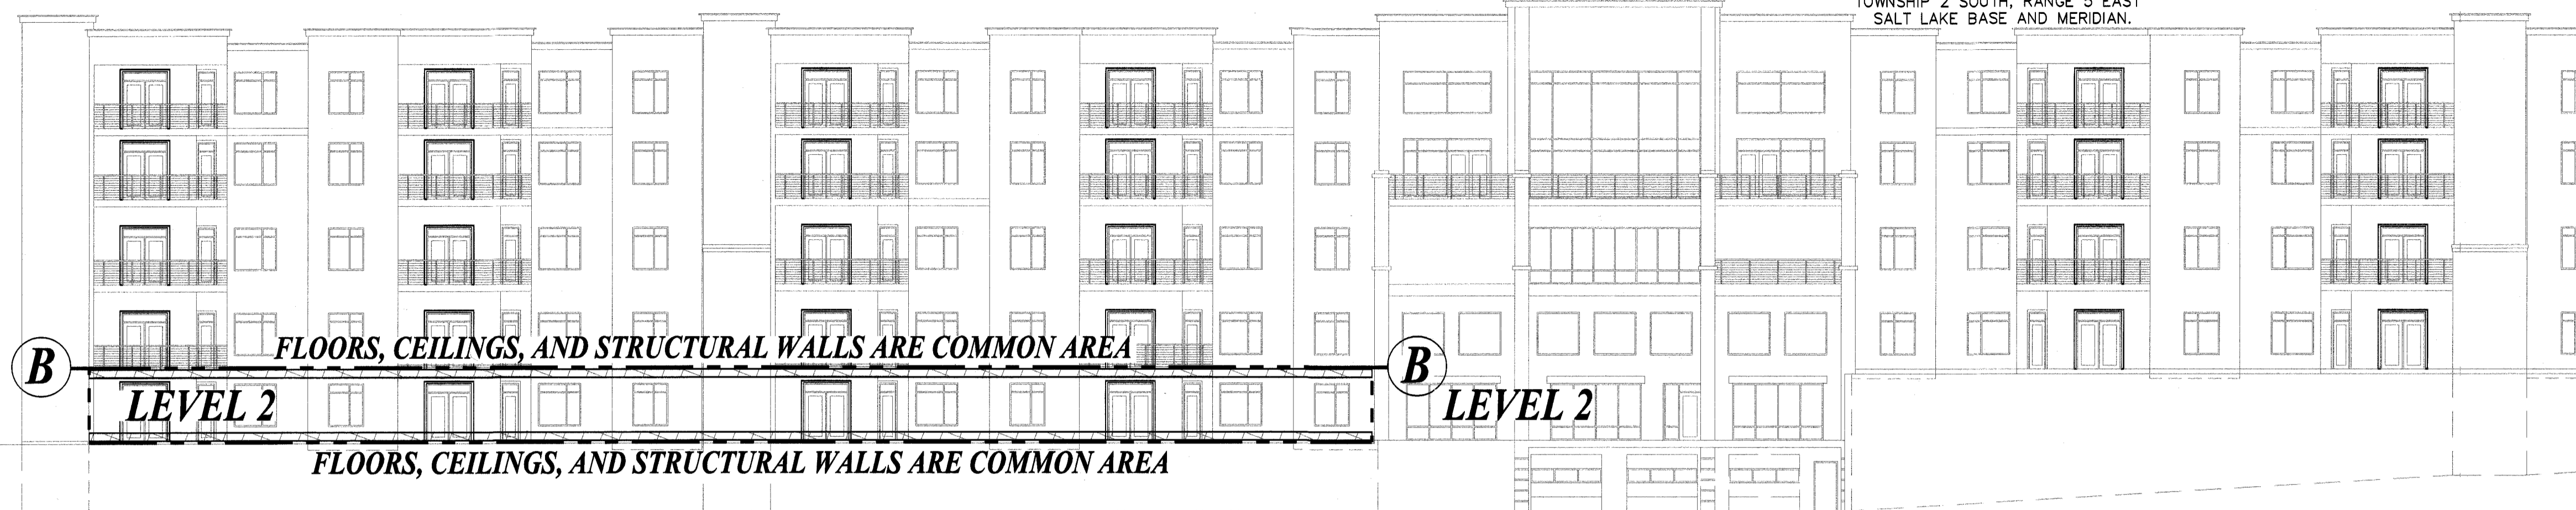 TOWNSHIP 2 SOUTH, RANGE 5 EAST
SALT LAKE BASE AND MERIDIAN.
FLOORS, CEILINGS, AND STRUCTURAL WALLS ARE COMMON AREA
B
B
LEVEL 2
LEVEL 2
FLOORS, CEILINGS, AND STRUCTURAL WALLS ARE COMMON AREA